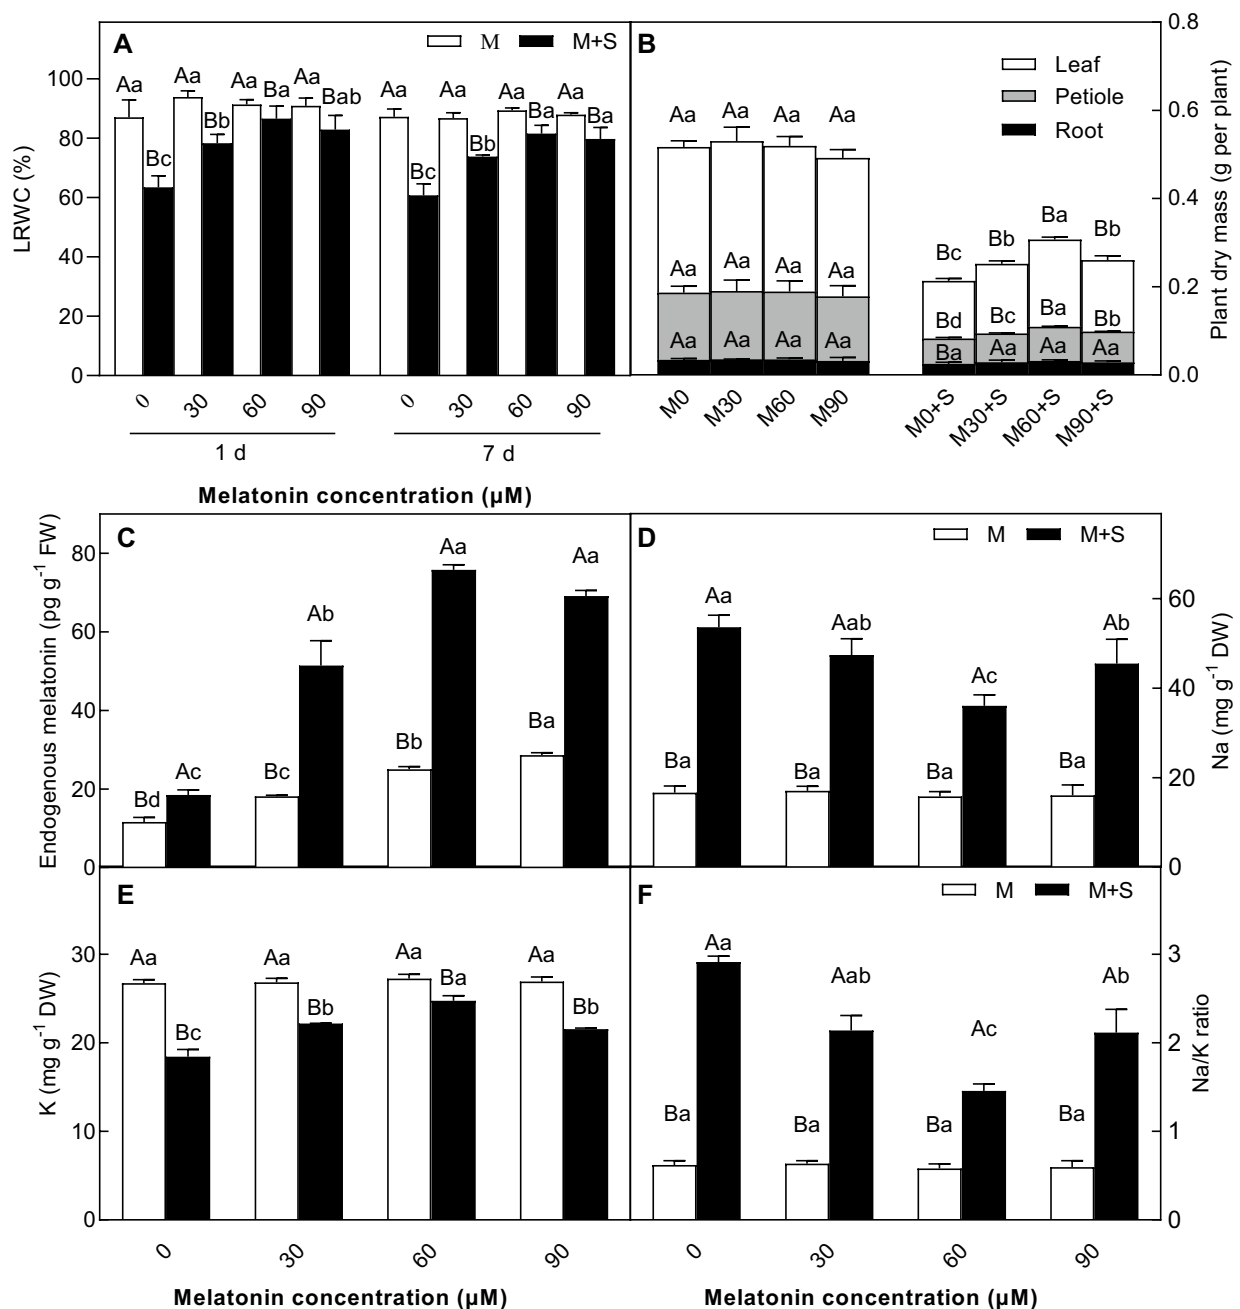 A
M
M+S
LRWC (%)
100
80
60
40
20
0
Aa
Bc
Aa
Bb
Aa
Ba
Aa
Bab
Aa
Bc
Aa
Bb
Aa
Ba
Aa
Ba
0
30
60
90
0
30
60
90
1 d
7 d
Melatonin concentration (µM)
B
Leaf
Petiole
Root
Plant dry mass (g per plant)
0.8
0.6
0.4
0.2
0.0
Aa
Aa
Aa
Aa
Bc
Bb
Ba
Bb
Aa
Aa
Aa
Aa
Bd
Bc
Ba
Bb
Aa
Aa
Aa
Aa
Ba
Aa
Aa
Aa
M0
M30
M60
M90
M0+S
M30+S
M60+S
M90+S
C
Endogenous melatonin (pg g⁻¹ FW)
80
60
40
20
0
Bd
Ac
Bc
Ab
Bb
Aa
Ba
Aa
D
M
M+S
Na (mg g⁻¹ DW)
60
40
20
0
Ba
Aa
Ba
Aab
Ba
Ac
Ba
Ab
E
K (mg g⁻¹ DW)
30
20
10
0
Aa
Bc
Aa
Bb
Aa
Ba
Aa
Bb
0
30
60
90
Melatonin concentration (µM)
F
M
M+S
Na/K ratio
3
2
1
0
Ba
Aa
Ba
Aab
Ba
Ac
Ba
Ab
0
30
60
90
Melatonin concentration (µM)